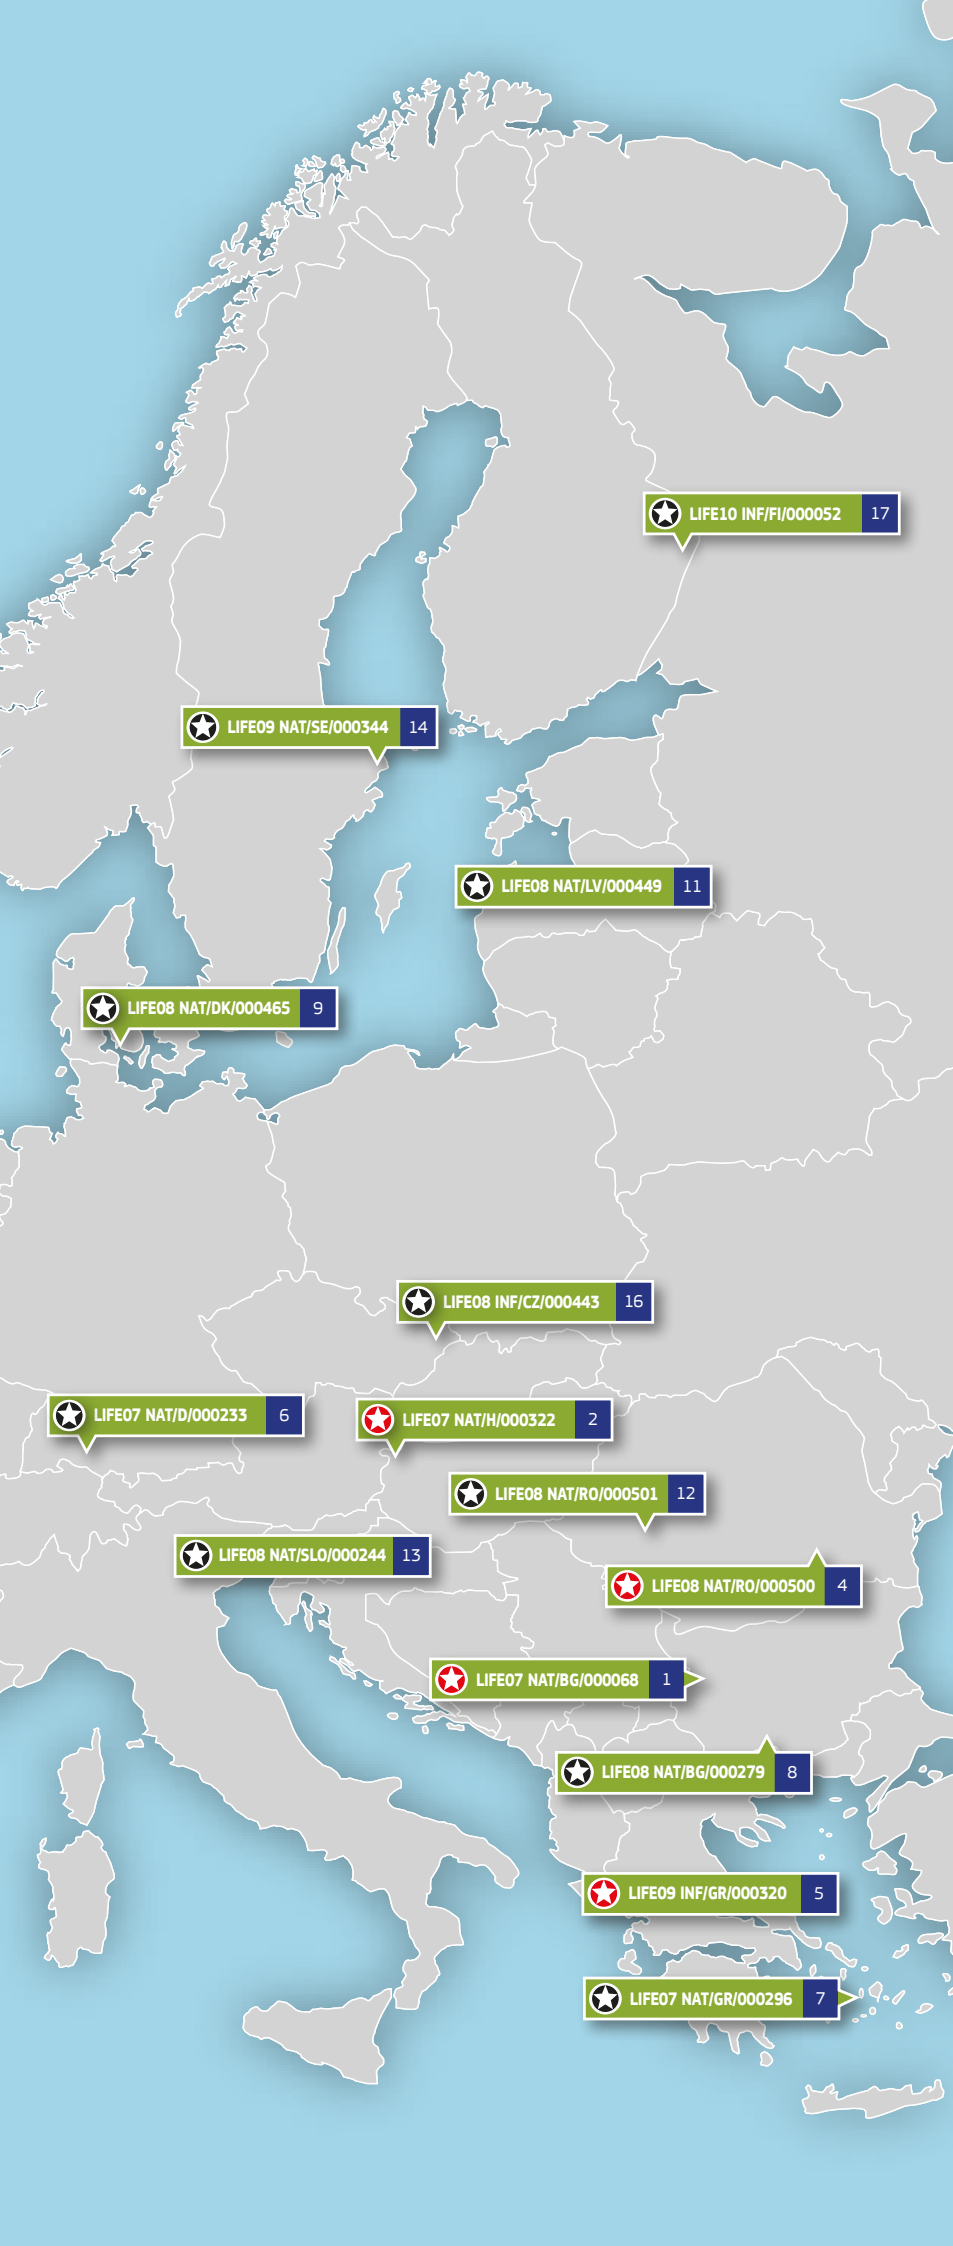 LIFE10 INF/FI/000052 17
LIFE09 NAT/SE/000344 14
LIFE08 NAT/LV/000449 11
LIFE08 NAT/DK/000465 9
LIFE08 INF/CZ/000443 16
LIFE07 NAT/D/000233 6
LIFE07 NAT/H/000322 2
LIFE08 NAT/RO/000501 12
LIFE08 NAT/SLO/000244 13
LIFE08 NAT/RO/000500 4
LIFE07 NAT/BG/000068 1
LIFE08 NAT/BG/000279 8
LIFE09 INF/GR/000320 5
LIFE07 NAT/GR/000296 7